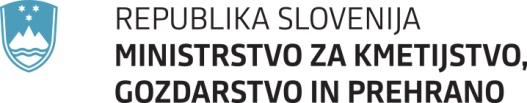 REPUBLIKA SLOVENIJA
MINISTRSTVO ZA KMETIJSTVO,
GOZDARSTVO IN PREHRANO